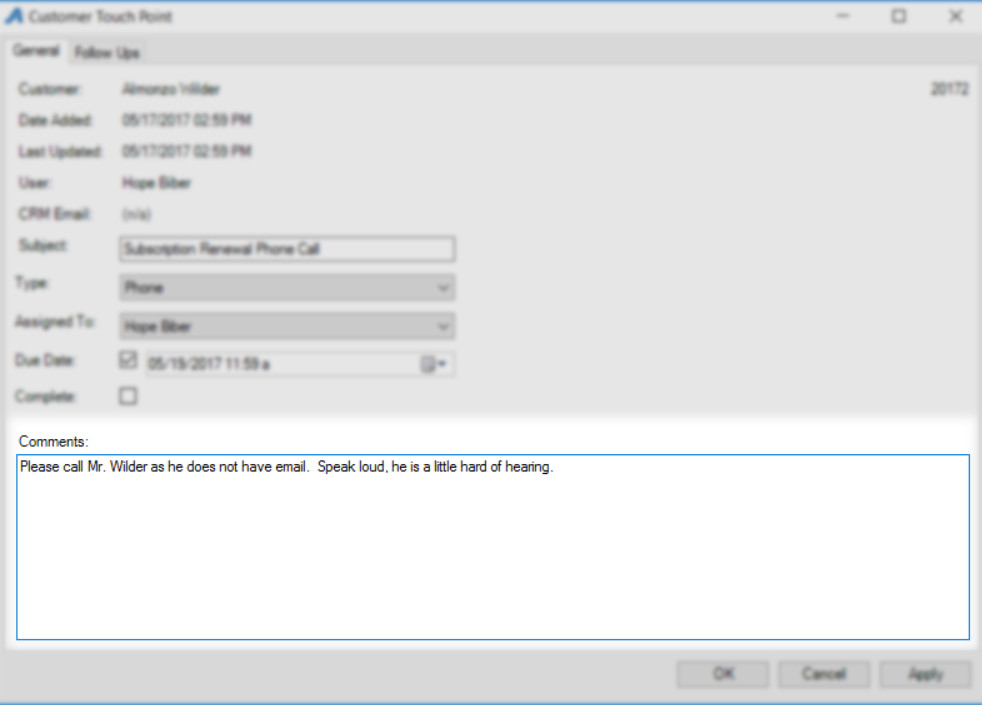 Customer Touch Point
General Follow Ups
Customer: Almonzo Wilder 20172
Date Added: 05/17/2017 02:59 PM
Last Updated: 05/17/2017 02:59 PM
User: Hope Biber
CRM Email: (n/a)
Subject: Subscription Renewal Phone Call
Type: Phone
Assigned To: Hope Biber
Due Date: 05/19/2017 11:59 a
Complete:
Comments:
Please call Mr. Wilder as he does not have email.  Speak loud, he is a little hard of hearing.
OK Cancel Apply